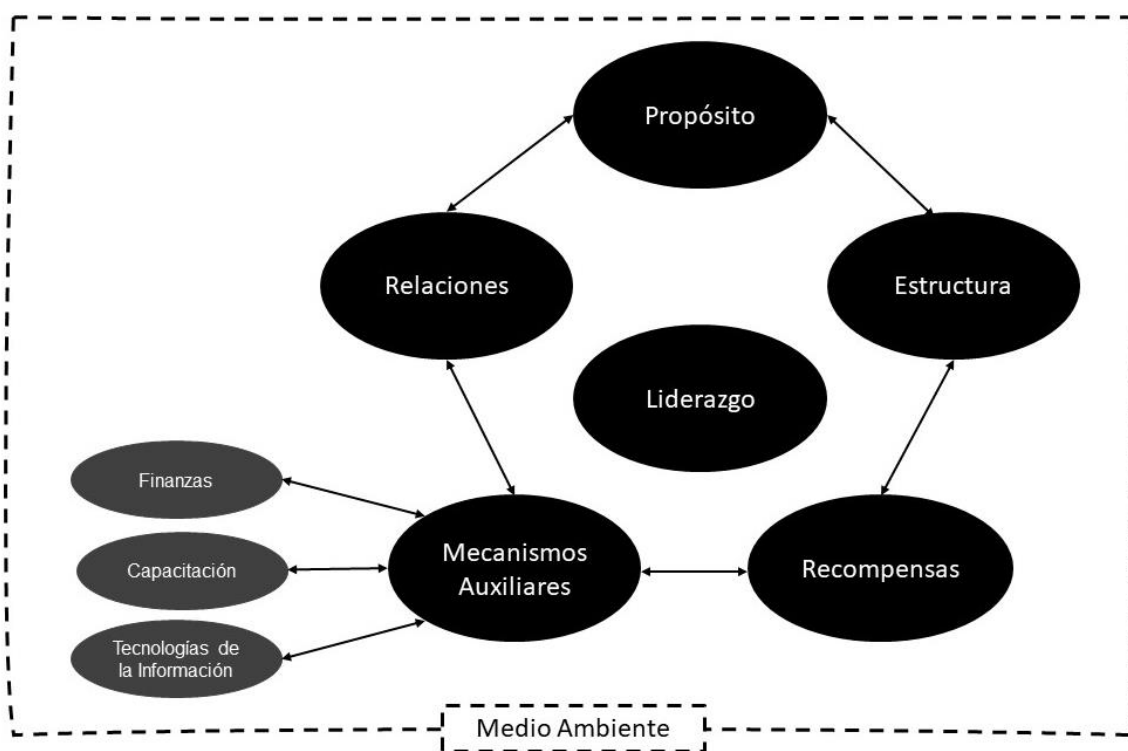 Propósito
Relaciones
Estructura
Liderazgo
Finanzas
Capacitación
Tecnologías de
la Información
Mecanismos
Auxiliares
Recompensas
Medio Ambiente